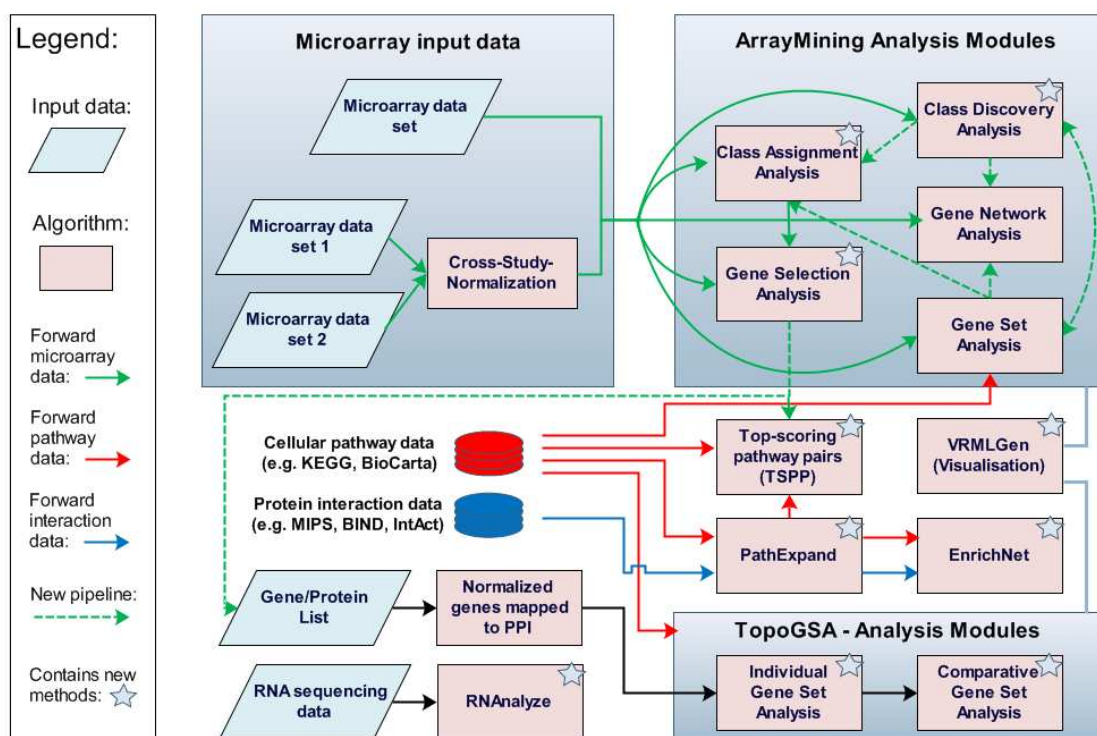 Legend:
Input data:
Algorithm:
Forward
microarray
data:
Forward
pathway
data:
Forward
interaction
data:
New pipeline:
Contains new
methods:
Microarray input data
Microarray data
set
Microarray data
set 1
Microarray data
set 2
Cross-Study-
Normalization
ArrayMining Analysis Modules
Class Discovery
Analysis
Class Assignment
Analysis
Gene Network
Analysis
Gene Selection
Analysis
Gene Set
Analysis
Cellular pathway data
(e.g. KEGG, BioCarta)
Protein interaction data
(e.g. MIPS, BIND, IntAct)
Top-scoring
pathway pairs
(TSPP)
VRMLGen
(Visualisation)
PathExpand
EnrichNet
Gene/Protein
List
Normalized
genes mapped
to PPI
RNA sequencing
data
RNAnalyze
TopoGSA - Analysis Modules
Individual
Gene Set
Analysis
Comparative
Gene Set
Analysis